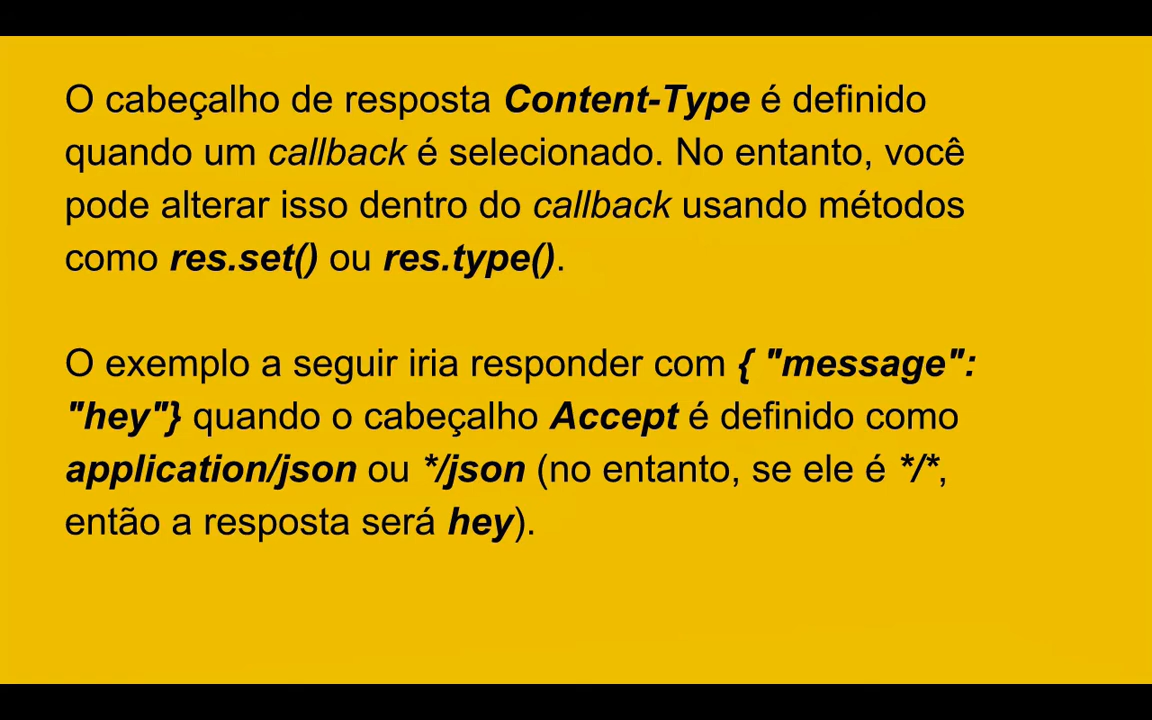 O cabeçalho de resposta Content-Type é definido
quando um callback é selecionado. No entanto, você
pode alterar isso dentro do callback usando métodos
como res.set() ou res.type().
O exemplo a seguir iria responder com { "message":
"hey"} quando o cabeçalho Accept é definido como
application/json ou */json (no entanto, se ele é */*,
então a resposta será hey).